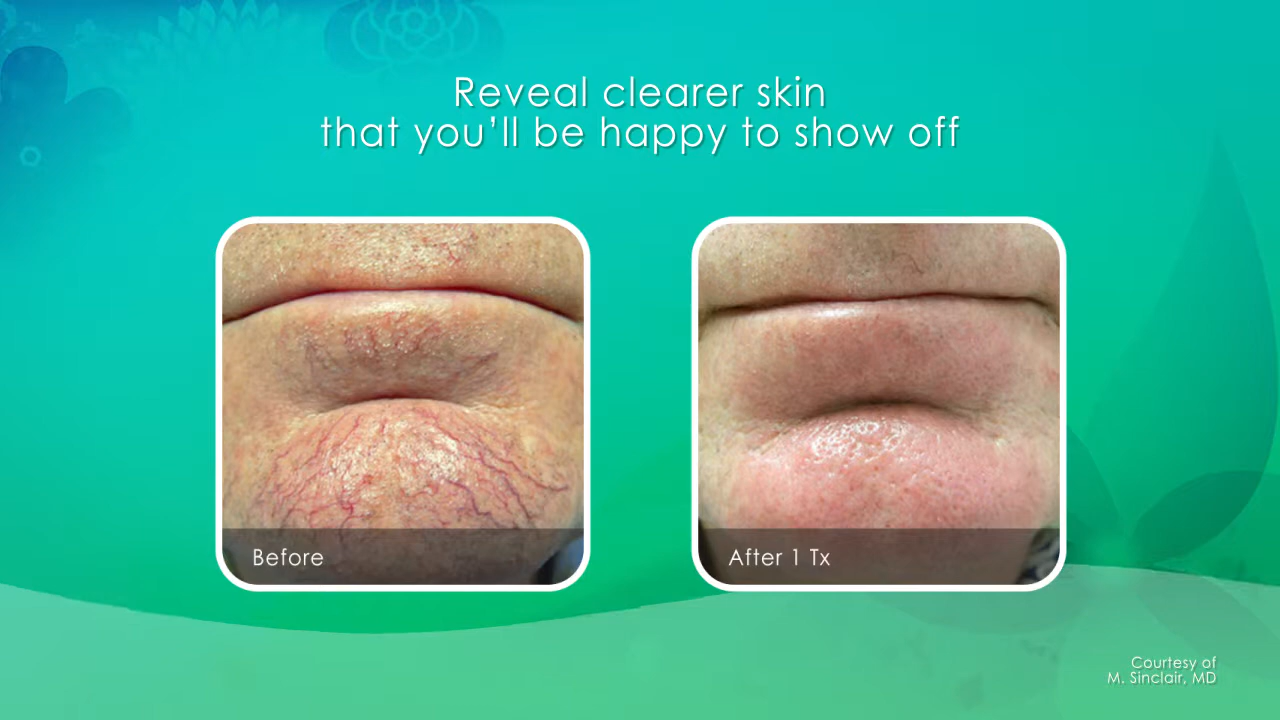 Reveal clearer skin
that you’ll be happy to show off
Before
After 1 Tx
Courtesy of
M. Sinclair, MD